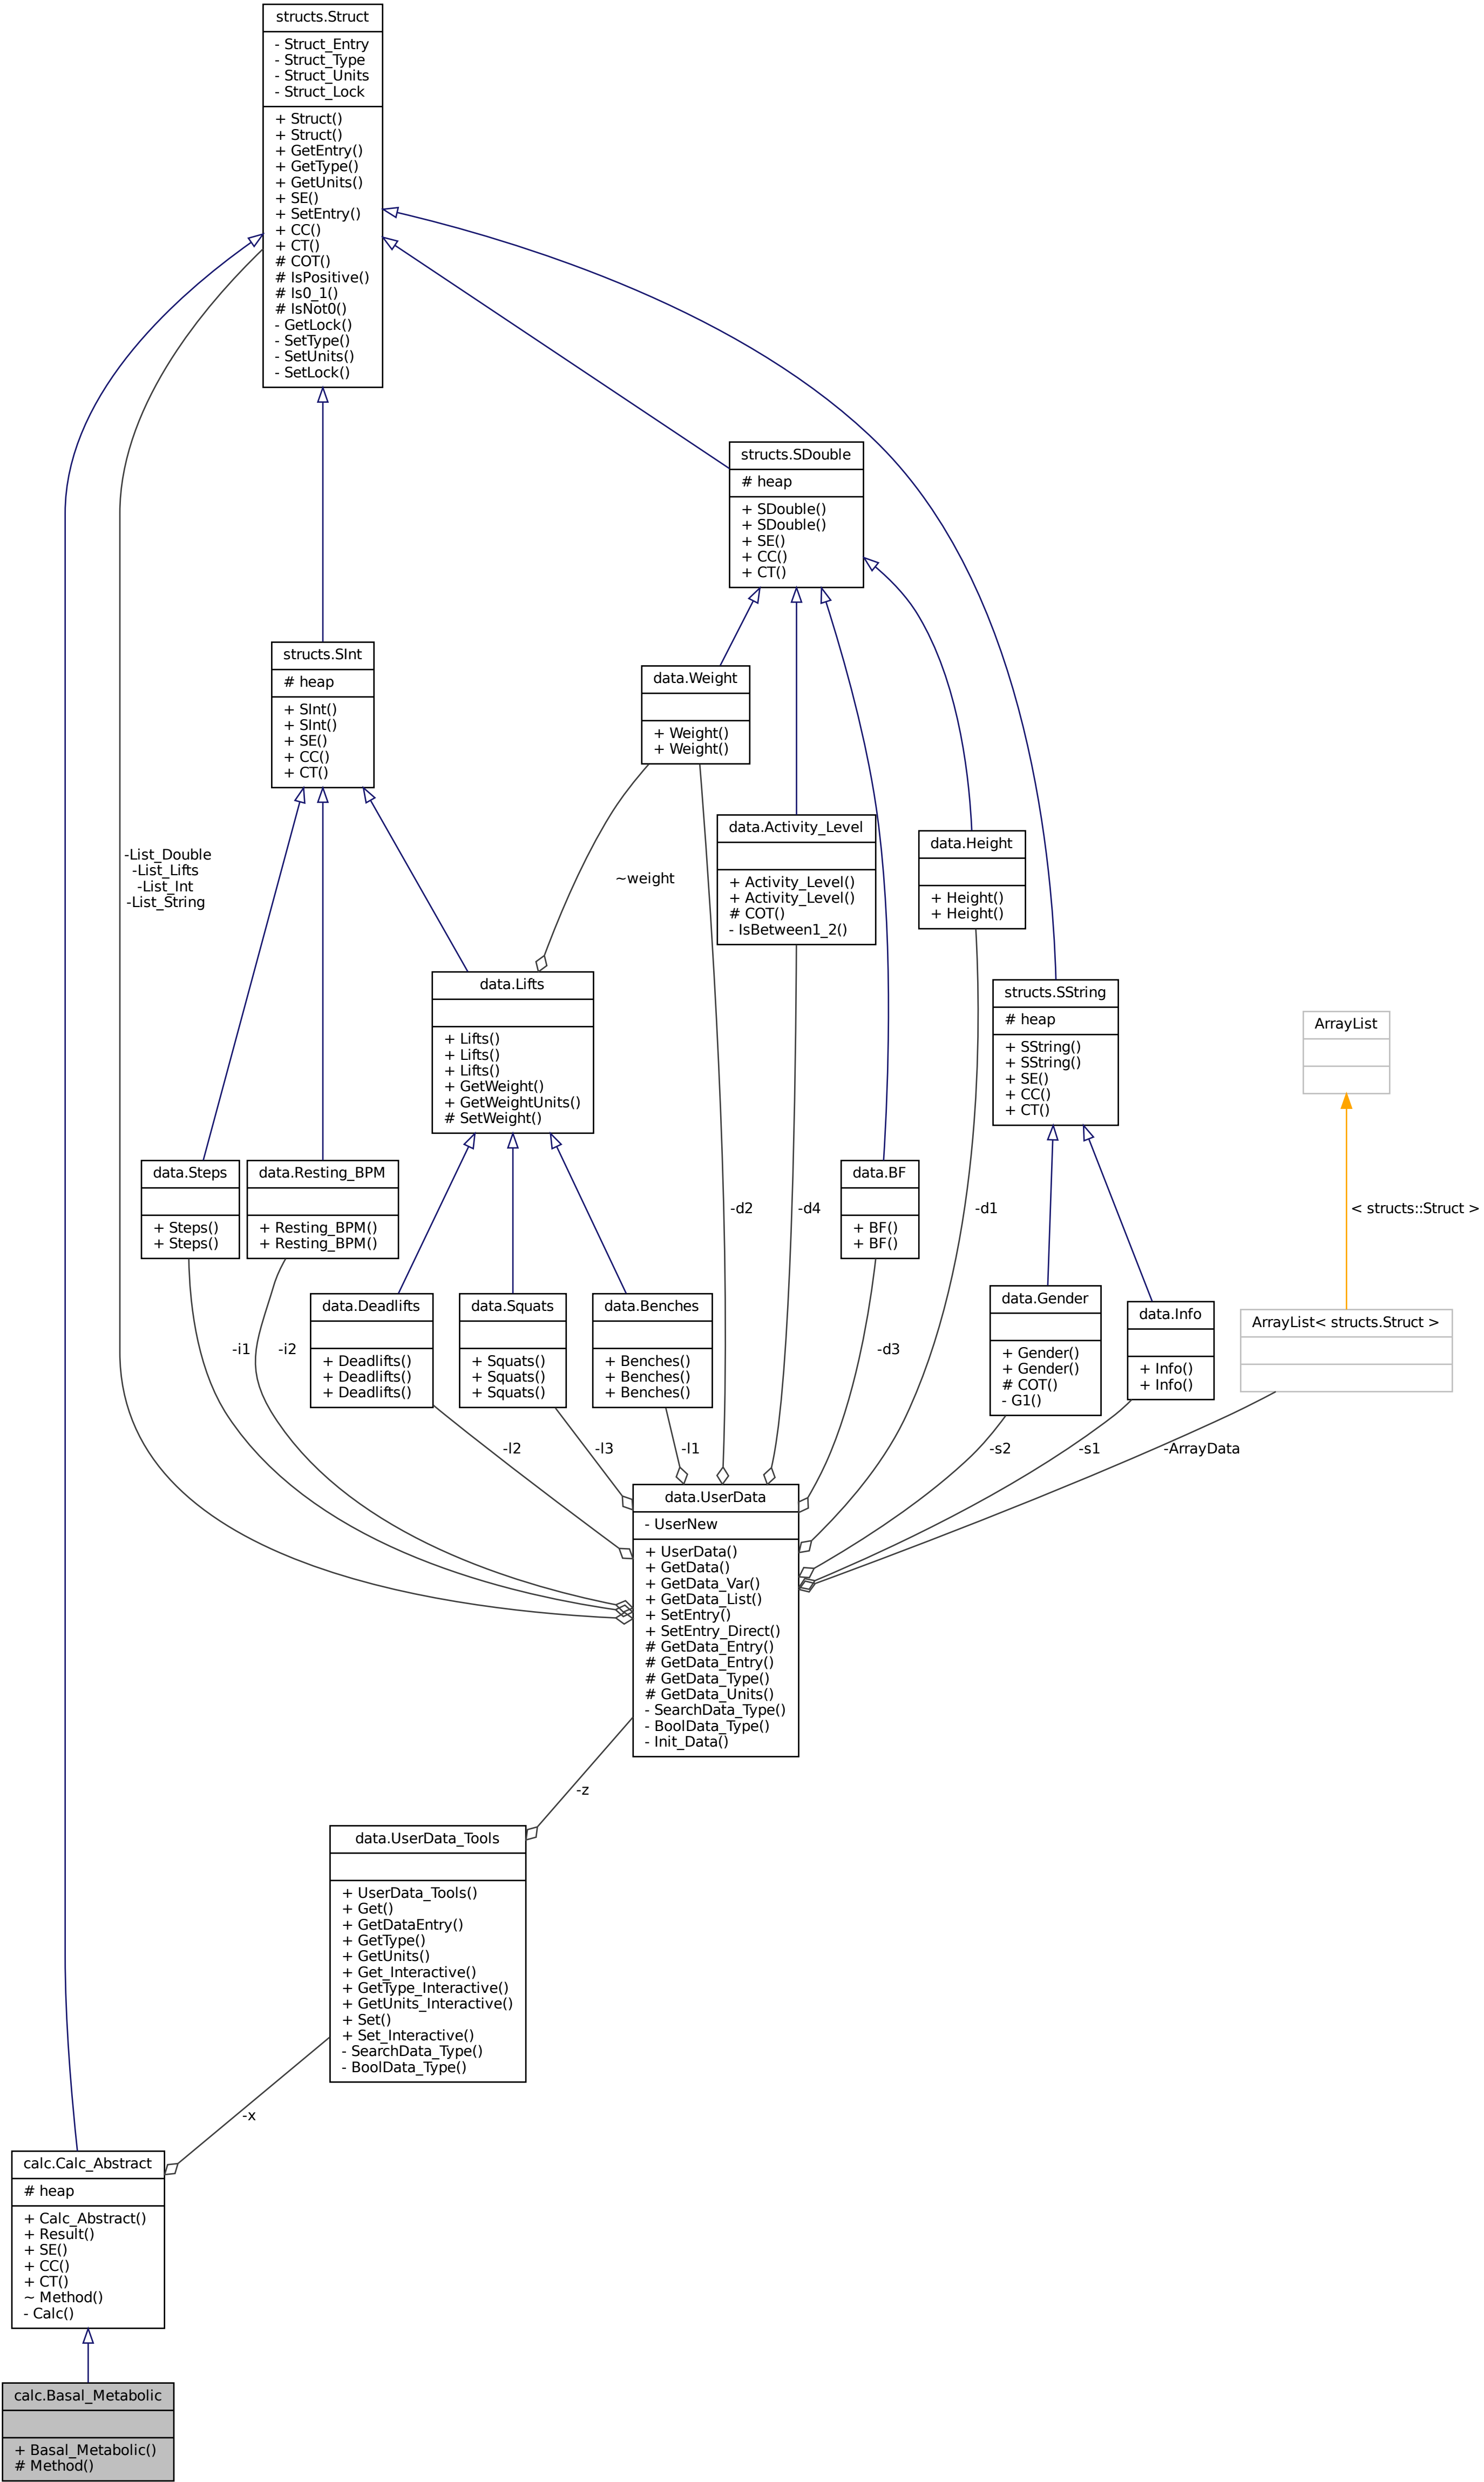 structs.Struct
- Struct_Entry
- Struct_Type
- Struct_Units
- Struct_Lock
+ Struct()
+ Struct()
+ GetEntry()
+ GetType()
+ GetUnits()
+ SE()
+ SetEntry()
+ CC()
+ CT()
# COT()
# IsPositive()
# Is0_1()
# IsNot0()
- GetLock()
- SetType()
- SetUnits()
- SetLock()
structs.SDouble
# heap
+ SDouble()
+ SDouble()
+ SE()
+ CC()
+ CT()
structs.SInt
# heap
+ SInt()
+ SInt()
+ SE()
+ CC()
+ CT()
data.Weight
+ Weight()
+ Weight()
data.Activity_Level
+ Activity_Level()
+ Activity_Level()
# COT()
- IsBetween1_2()
data.Height
+ Height()
+ Height()
-List_Double
-List_Lifts
-List_Int
-List_String
~weight
data.Lifts
+ Lifts()
+ Lifts()
+ Lifts()
+ GetWeight()
+ GetWeightUnits()
# SetWeight()
structs.SString
# heap
+ SString()
+ SString()
+ SE()
+ CC()
+ CT()
ArrayList
data.Steps
+ Steps()
+ Steps()
data.Resting_BPM
+ Resting_BPM()
+ Resting_BPM()
-d2
-d4
data.BF
+ BF()
+ BF()
-d1
< structs::Struct >
data.Deadlifts
+ Deadlifts()
+ Deadlifts()
+ Deadlifts()
data.Squats
+ Squats()
+ Squats()
+ Squats()
data.Benches
+ Benches()
+ Benches()
+ Benches()
data.Gender
+ Gender()
+ Gender()
# COT()
- G1()
data.Info
+ Info()
+ Info()
ArrayList< structs.Struct >
-i1
-i2
-d3
-l2
-l3
-l1
-s2
-s1
-ArrayData
data.UserData
- UserNew
+ UserData()
+ GetData()
+ GetData_Var()
+ GetData_List()
+ SetEntry()
+ SetEntry_Direct()
# GetData_Entry()
# GetData_Entry()
# GetData_Type()
# GetData_Units()
- SearchData_Type()
- BoolData_Type()
- Init_Data()
-z
data.UserData_Tools
+ UserData_Tools()
+ Get()
+ GetDataEntry()
+ GetType()
+ GetUnits()
+ Get_Interactive()
+ GetType_Interactive()
+ GetUnits_Interactive()
+ Set()
+ Set_Interactive()
- SearchData_Type()
- BoolData_Type()
-x
calc.Calc_Abstract
# heap
+ Calc_Abstract()
+ Result()
+ SE()
+ CC()
+ CT()
~ Method()
- Calc()
calc.Basal_Metabolic
+ Basal_Metabolic()
# Method()